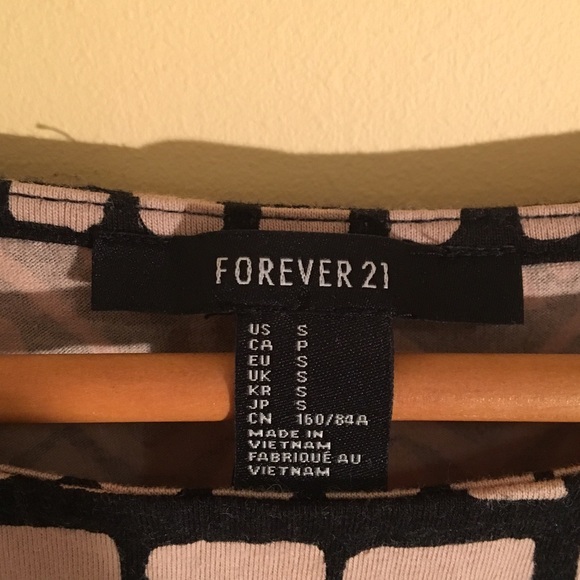 FOREVER 21
US S
CA P
EU S
UK S
KR S
JP S
CN 160/84A
MADE IN
VIETNAM
FABRIQUÉ AU
VIETNAM